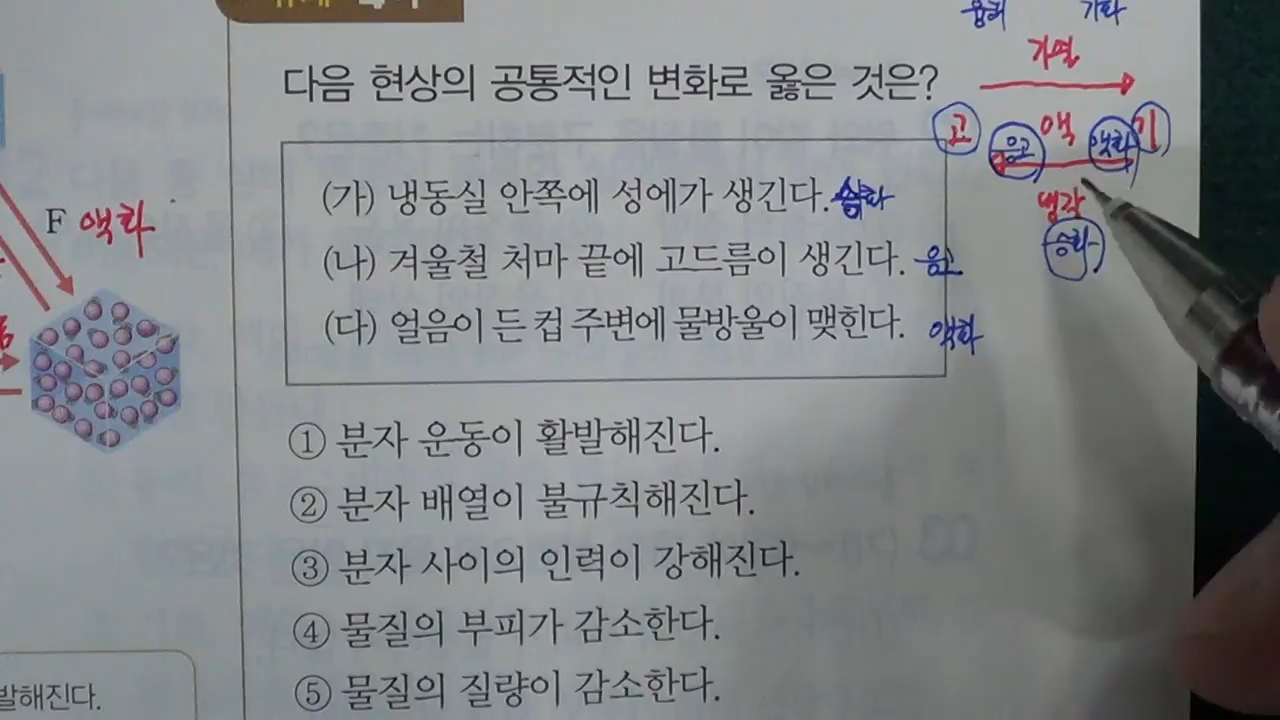 융해 기화
가열
다음 현상의 공통적인 변화로 옳은 것은?
고 응고 액 액화 기
냉각
승화
(가) 냉동실 안쪽에 성에가 생긴다. 승화
(나) 겨울철 처마 끝에 고드름이 생긴다. 응고
(다) 얼음이 든 컵 주변에 물방울이 맺힌다. 액화
F 액화
① 분자 운동이 활발해진다.
② 분자 배열이 불규칙해진다.
③ 분자 사이의 인력이 강해진다.
④ 물질의 부피가 감소한다.
⑤ 물질의 질량이 감소한다.
발해진다.